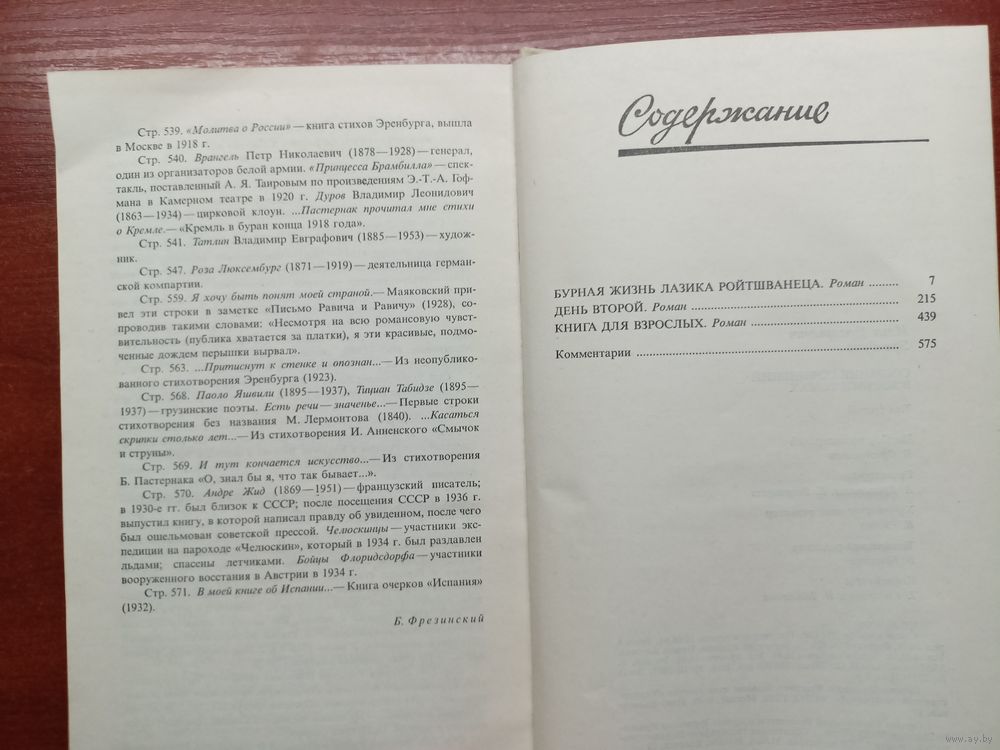 Стр. 539. «Молитва о России» — книга стихов Эренбурга, вышла
в Москве в 1918 г.
Стр. 540. Врангель Петр Николаевич (1878—1928) — генерал,
один из организаторов белой армии. «Принцесса Брамбилла» — спек-
такль, поставленный А. Я. Таировым по произведениям Э.-Т.-А. Гоф-
мана в Камерном театре в 1920 г. Дуров Владимир Леонидович
(1863—1934) — цирковой клоун. ...Пастернак прочитал мне стихи
о Кремле.— «Кремль в буран конца 1918 года».
Стр. 541. Татлин Владимир Евграфович (1885—1953) — худож-
ник.
Стр. 547. Роза Люксембург (1871—1919) — деятельница герман-
ской компартии.
Стр. 559. Я хочу быть понят моей страной.— Маяковский при-
вел эти строки в заметке «Письмо Равича и Равичу» (1928), со-
проводив такими словами: «Несмотря на всю романсовую чувст-
вительность (публика хватается за платки), я эти красивые, подмо-
ченные дождем перышки вырвал».
Стр. 563. ...Притиснут к стенке и опознан...— Из неопублико-
ванного стихотворения Эренбурга (1923).
Стр. 568. Паоло Яшвили (1895—1937), Тициан Табидзе (1895—
1937) — грузинские поэты. Есть речи — значенье...— Первые строки
стихотворения без названия М. Лермонтова (1840). ...Касаться
скрипки столько лет...— Из стихотворения И. Анненского «Смычок
и струны».
Стр. 569. И тут кончается искусство...— Из стихотворения
Б. Пастернака «О, знал бы я, что так бывает...».
Стр. 570. Андре Жид (1869—1951) — французский писатель;
в 1930-е гг. был близок к СССР; после посещения СССР в 1936 г.
выпустил книгу, в которой написал правду об увиденном, после чего
был ошельмован советской прессой. Челюскинцы — участники экс-
педиции на пароходе «Челюскин», который в 1934 г. был раздавлен
льдами; спасены летчиками. Бойцы Флоридсдорфа — участники
вооруженного восстания в Австрии в 1934 г.
Стр. 571. В моей книге об Испании...— Книга очерков «Испания»
(1932).
Б. Фрезинский
Содержание
БУРНАЯ ЖИЗНЬ ЛАЗИКА РОЙТШВАНЕЦА. Роман ......... 7
ДЕНЬ ВТОРОЙ. Роман ......... 215
КНИГА ДЛЯ ВЗРОСЛЫХ. Роман ......... 439
Комментарии ......... 575
www.ay.by